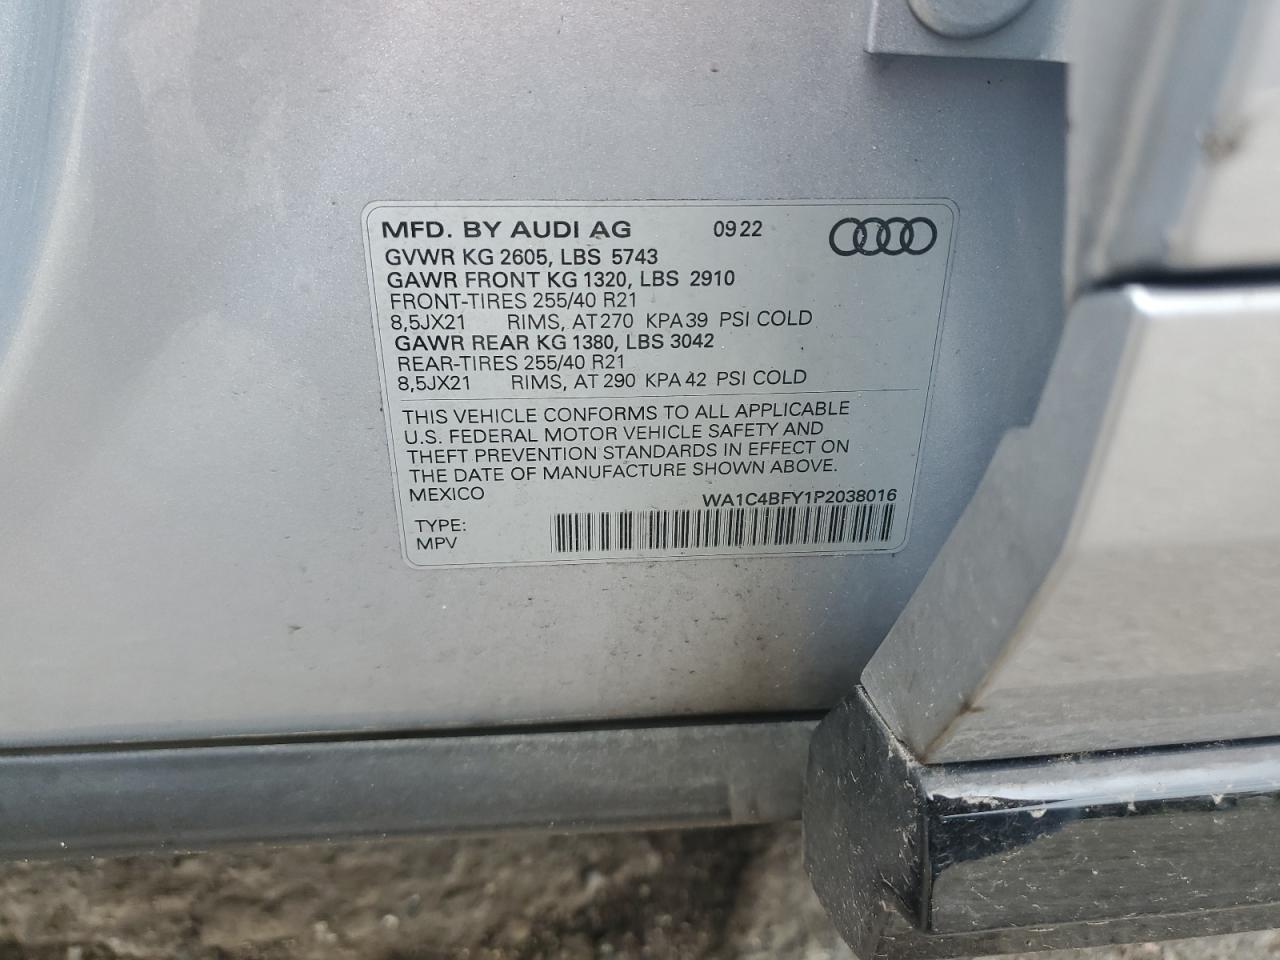 MFD. BY AUDI AG 09 22
GVWR KG 2605, LBS 5743
GAWR FRONT KG 1320, LBS 2910
FRONT-TIRES 255/40 R21
8,5JX21 RIMS, AT 270 KPA 39 PSI COLD
GAWR REAR KG 1380, LBS 3042
REAR-TIRES 255/40 R21
8,5JX21 RIMS, AT 290 KPA 42 PSI COLD
THIS VEHICLE CONFORMS TO ALL APPLICABLE
U.S. FEDERAL MOTOR VEHICLE SAFETY AND
THEFT PREVENTION STANDARDS IN EFFECT ON
THE DATE OF MANUFACTURE SHOWN ABOVE.
MEXICO WA1C4BFY1P2038016
TYPE:
MPV